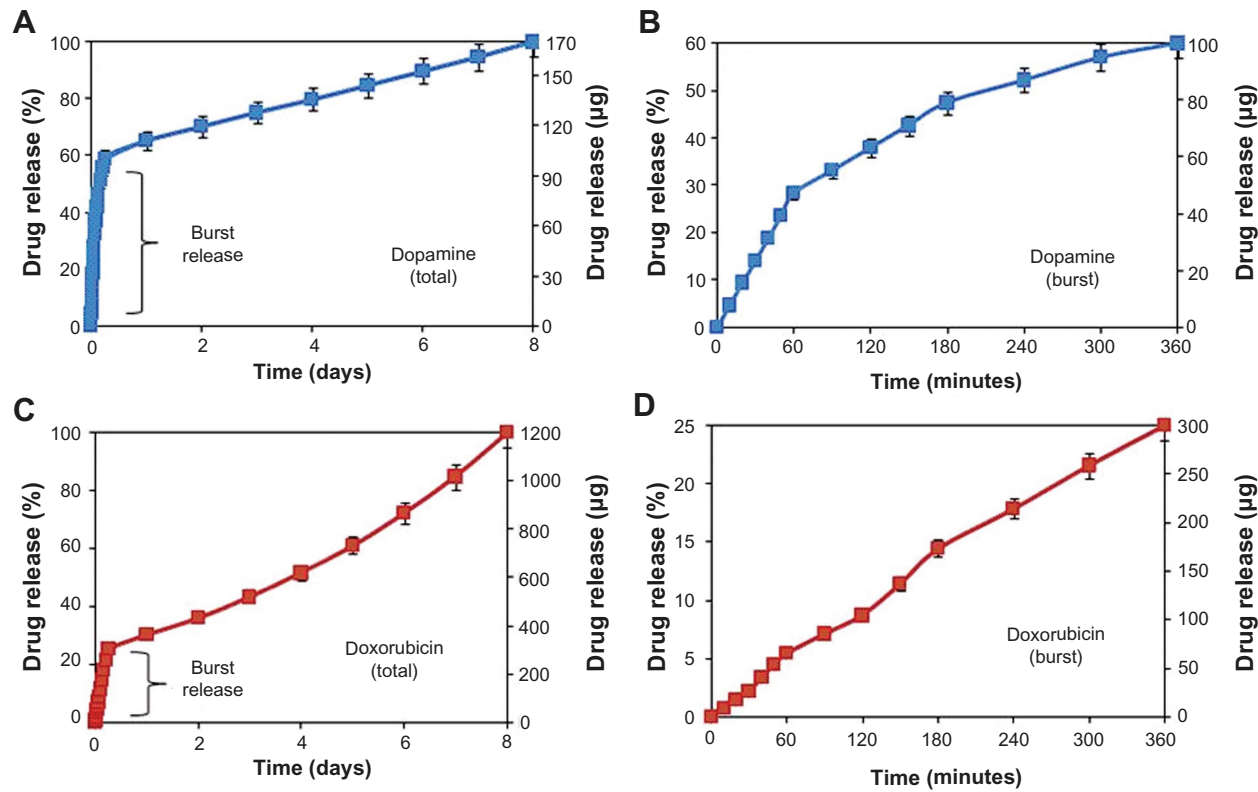 A
Drug release (%)
100
80
60
40
20
0
170
150
120
90
60
30
0
Drug release (µg)
Burst
release
Dopamine
(total)
0 2 4 6 8
Time (days)
B
Drug release (%)
60
50
40
30
20
10
0
100
80
60
40
20
0
Drug release (µg)
Dopamine
(burst)
0 60 120 180 240 300 360
Time (minutes)
C
Drug release (%)
100
80
60
40
20
0
1200
1000
800
600
400
200
0
Drug release (µg)
Burst
release
Doxorubicin
(total)
0 2 4 6 8
Time (days)
D
Drug release (%)
25
20
15
10
5
0
300
250
200
150
100
50
0
Drug release (µg)
Doxorubicin
(burst)
0 60 120 180 240 300 360
Time (minutes)